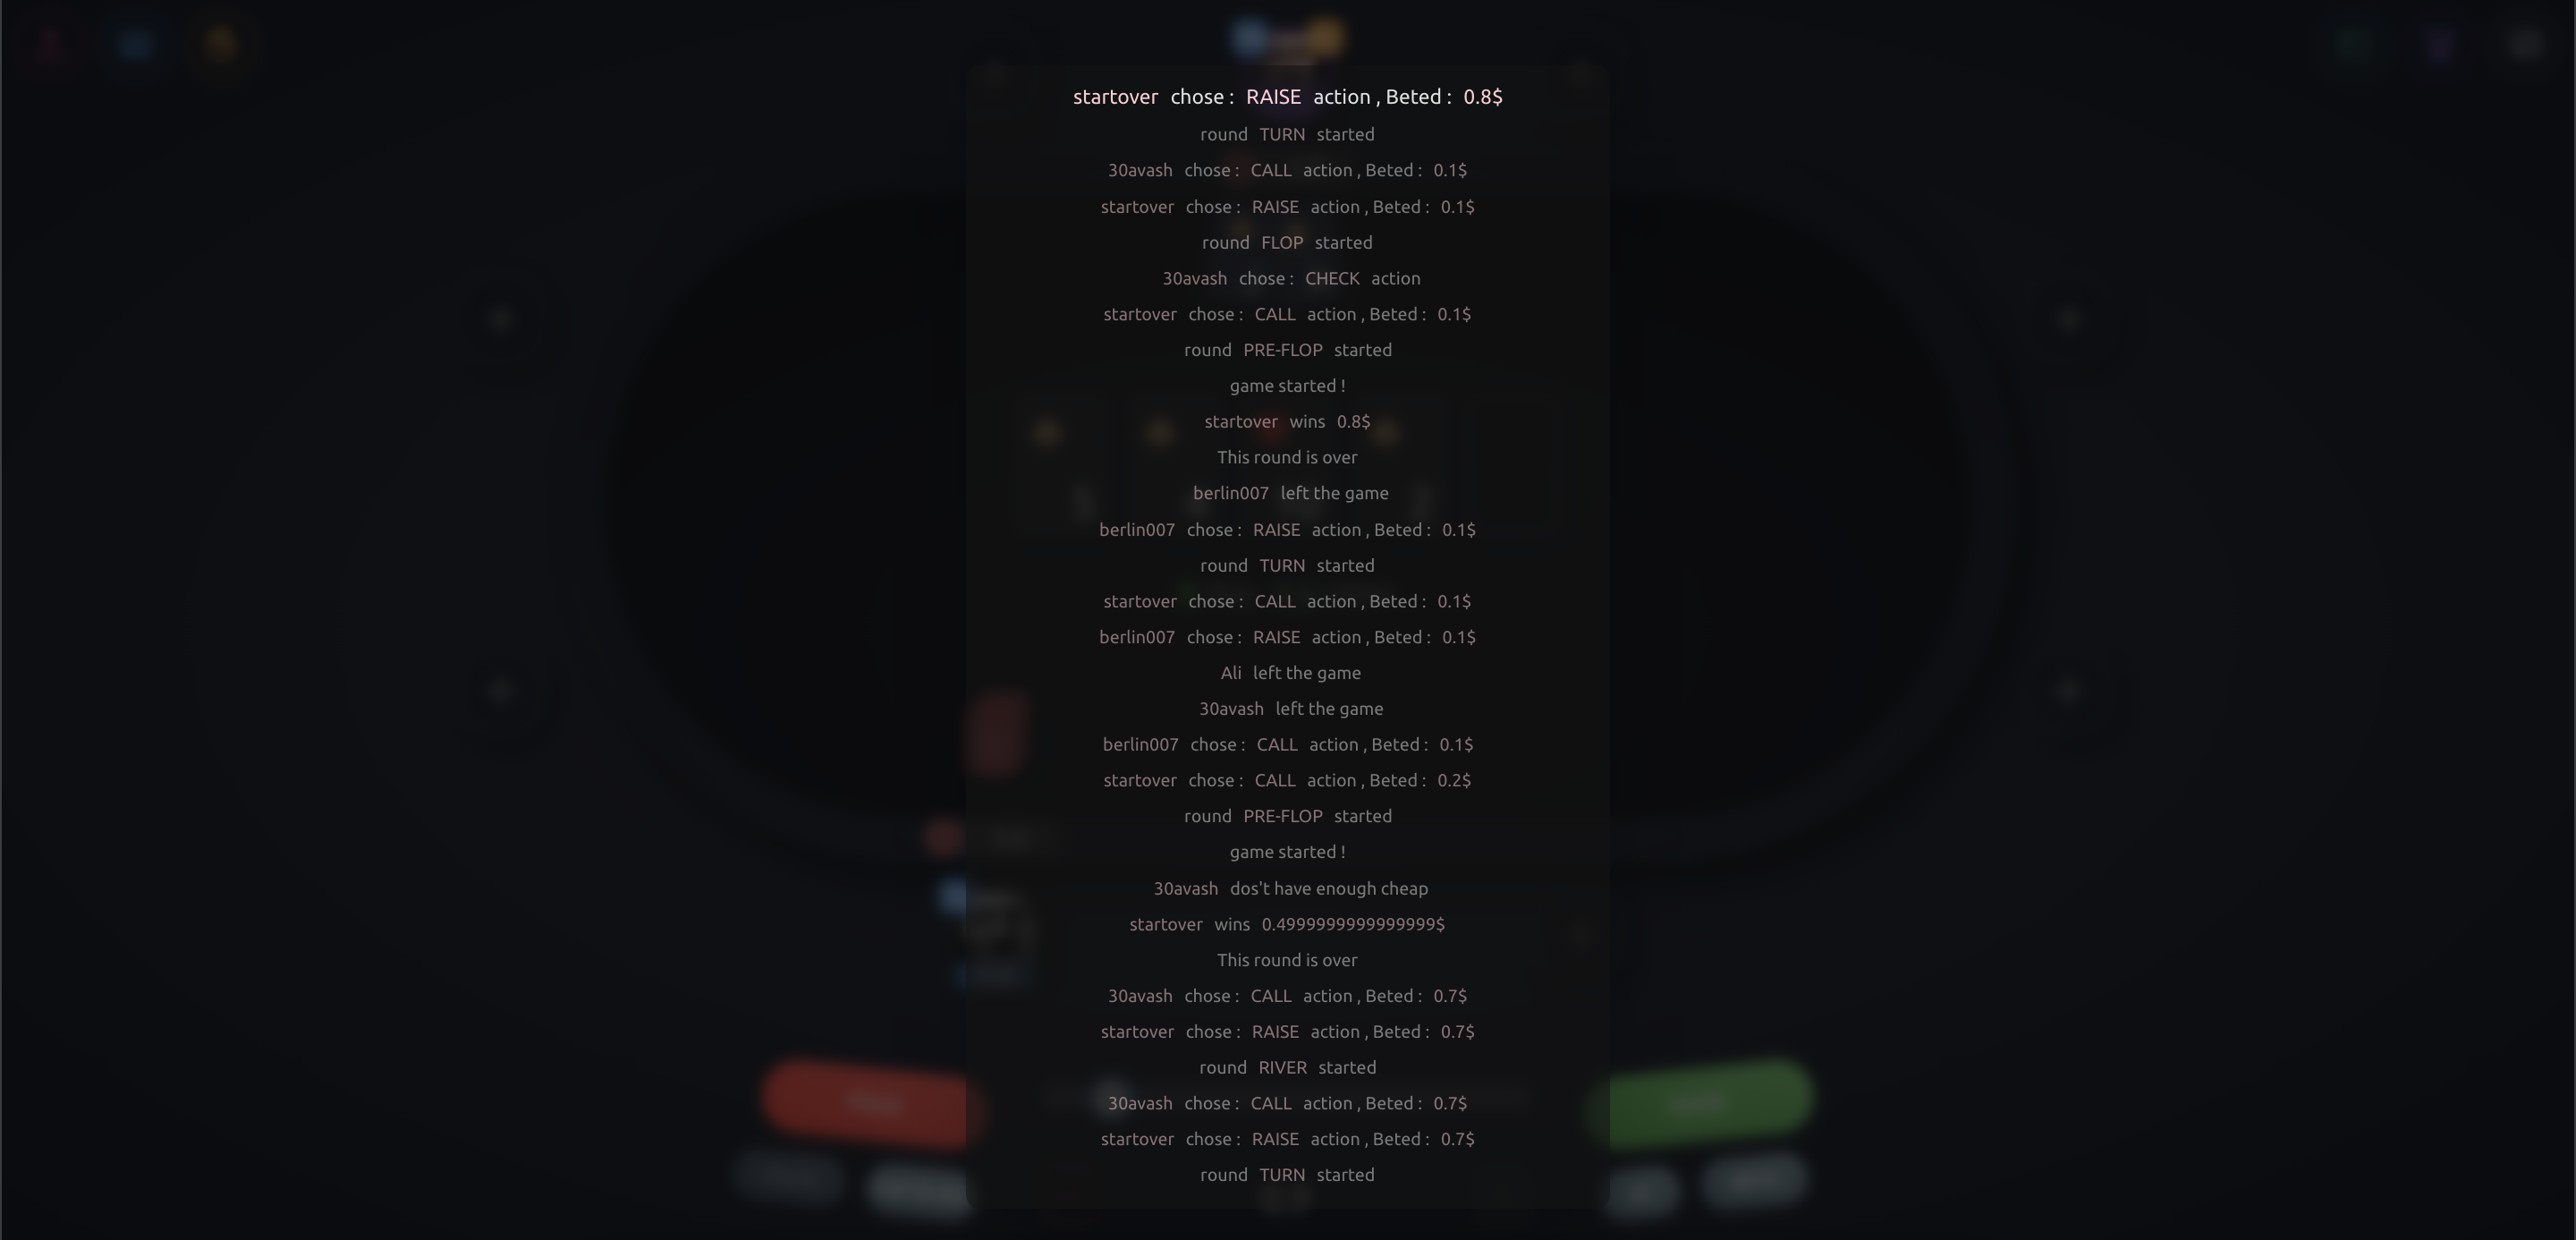 startover chose : RAISE action , Beted : 0.8$
round TURN started
30avash chose : CALL action , Beted : 0.1$
startover chose : RAISE action , Beted : 0.1$
round FLOP started
30avash chose : CHECK action
startover chose : CALL action , Beted : 0.1$
round PRE-FLOP started
game started !
startover wins 0.8$
This round is over
berlin007 left the game
berlin007 chose : RAISE action , Beted : 0.1$
round TURN started
startover chose : CALL action , Beted : 0.1$
berlin007 chose : RAISE action , Beted : 0.1$
Ali left the game
30avash left the game
berlin007 chose : CALL action , Beted : 0.1$
startover chose : CALL action , Beted : 0.2$
round PRE-FLOP started
game started !
30avash dos't have enough cheap
startover wins 0.4999999999999999$
This round is over
30avash chose : CALL action , Beted : 0.7$
startover chose : RAISE action , Beted : 0.7$
round RIVER started
30avash chose : CALL action , Beted : 0.7$
startover chose : RAISE action , Beted : 0.7$
round TURN started